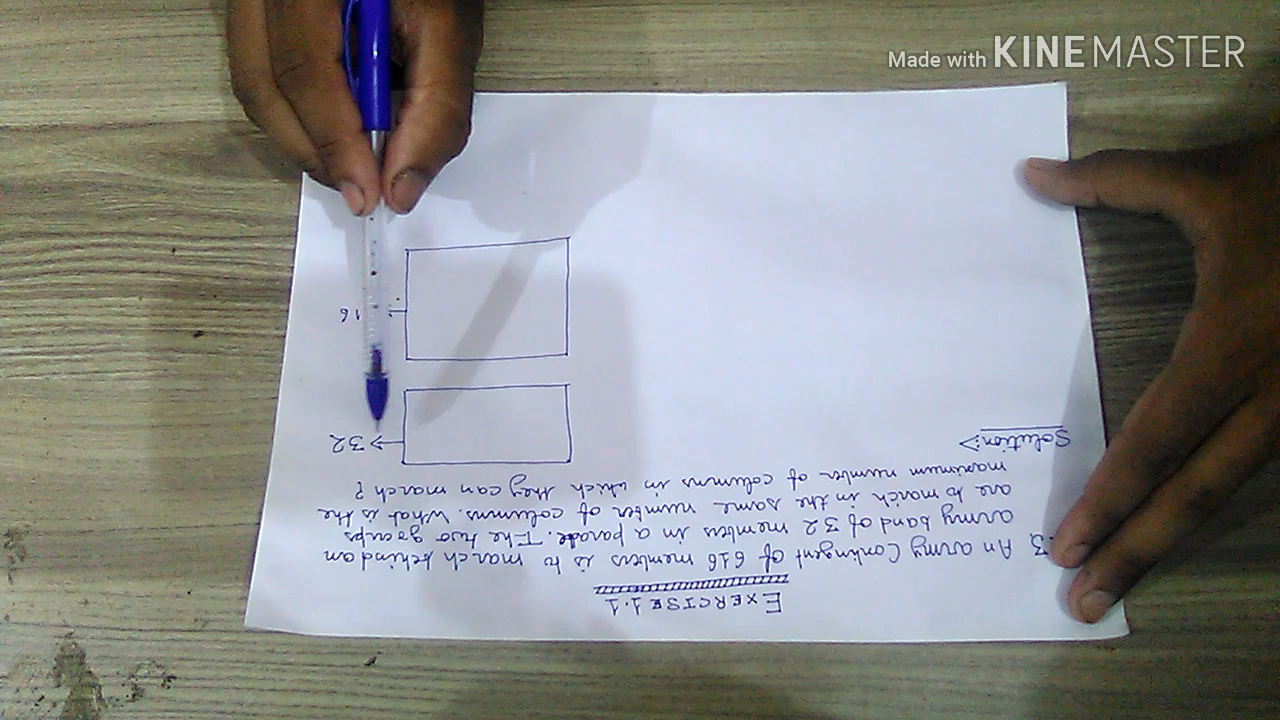 Made with KINEMASTER
EXERCISE 1.1
3. An army Contingent of 616 members is to march behind an
army band of 32 members in a parade. The two groups
are to march in the same number of columns. What is the
maximum number of columns in which they can march?
Solution:
32
16